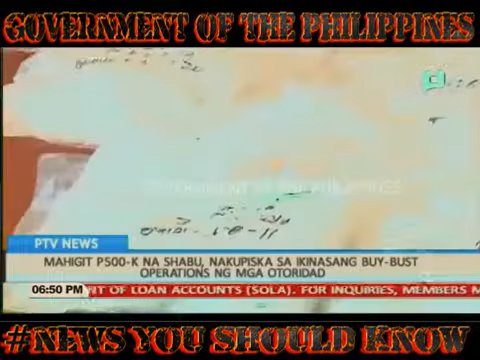 GOVERNMENT OF THE PHILIPPINES
PTV NEWS
MAHIGIT P500-K NA SHABU, NAKUPISKA SA IKINASANG BUY-BUST
OPERATIONS NG MGA OTORIDAD
06:50 PM NT OF LOAN ACCOUNTS (SOLA). FOR INQUIRIES, MEMBERS M
#NEWS YOU SHOULD KNOW